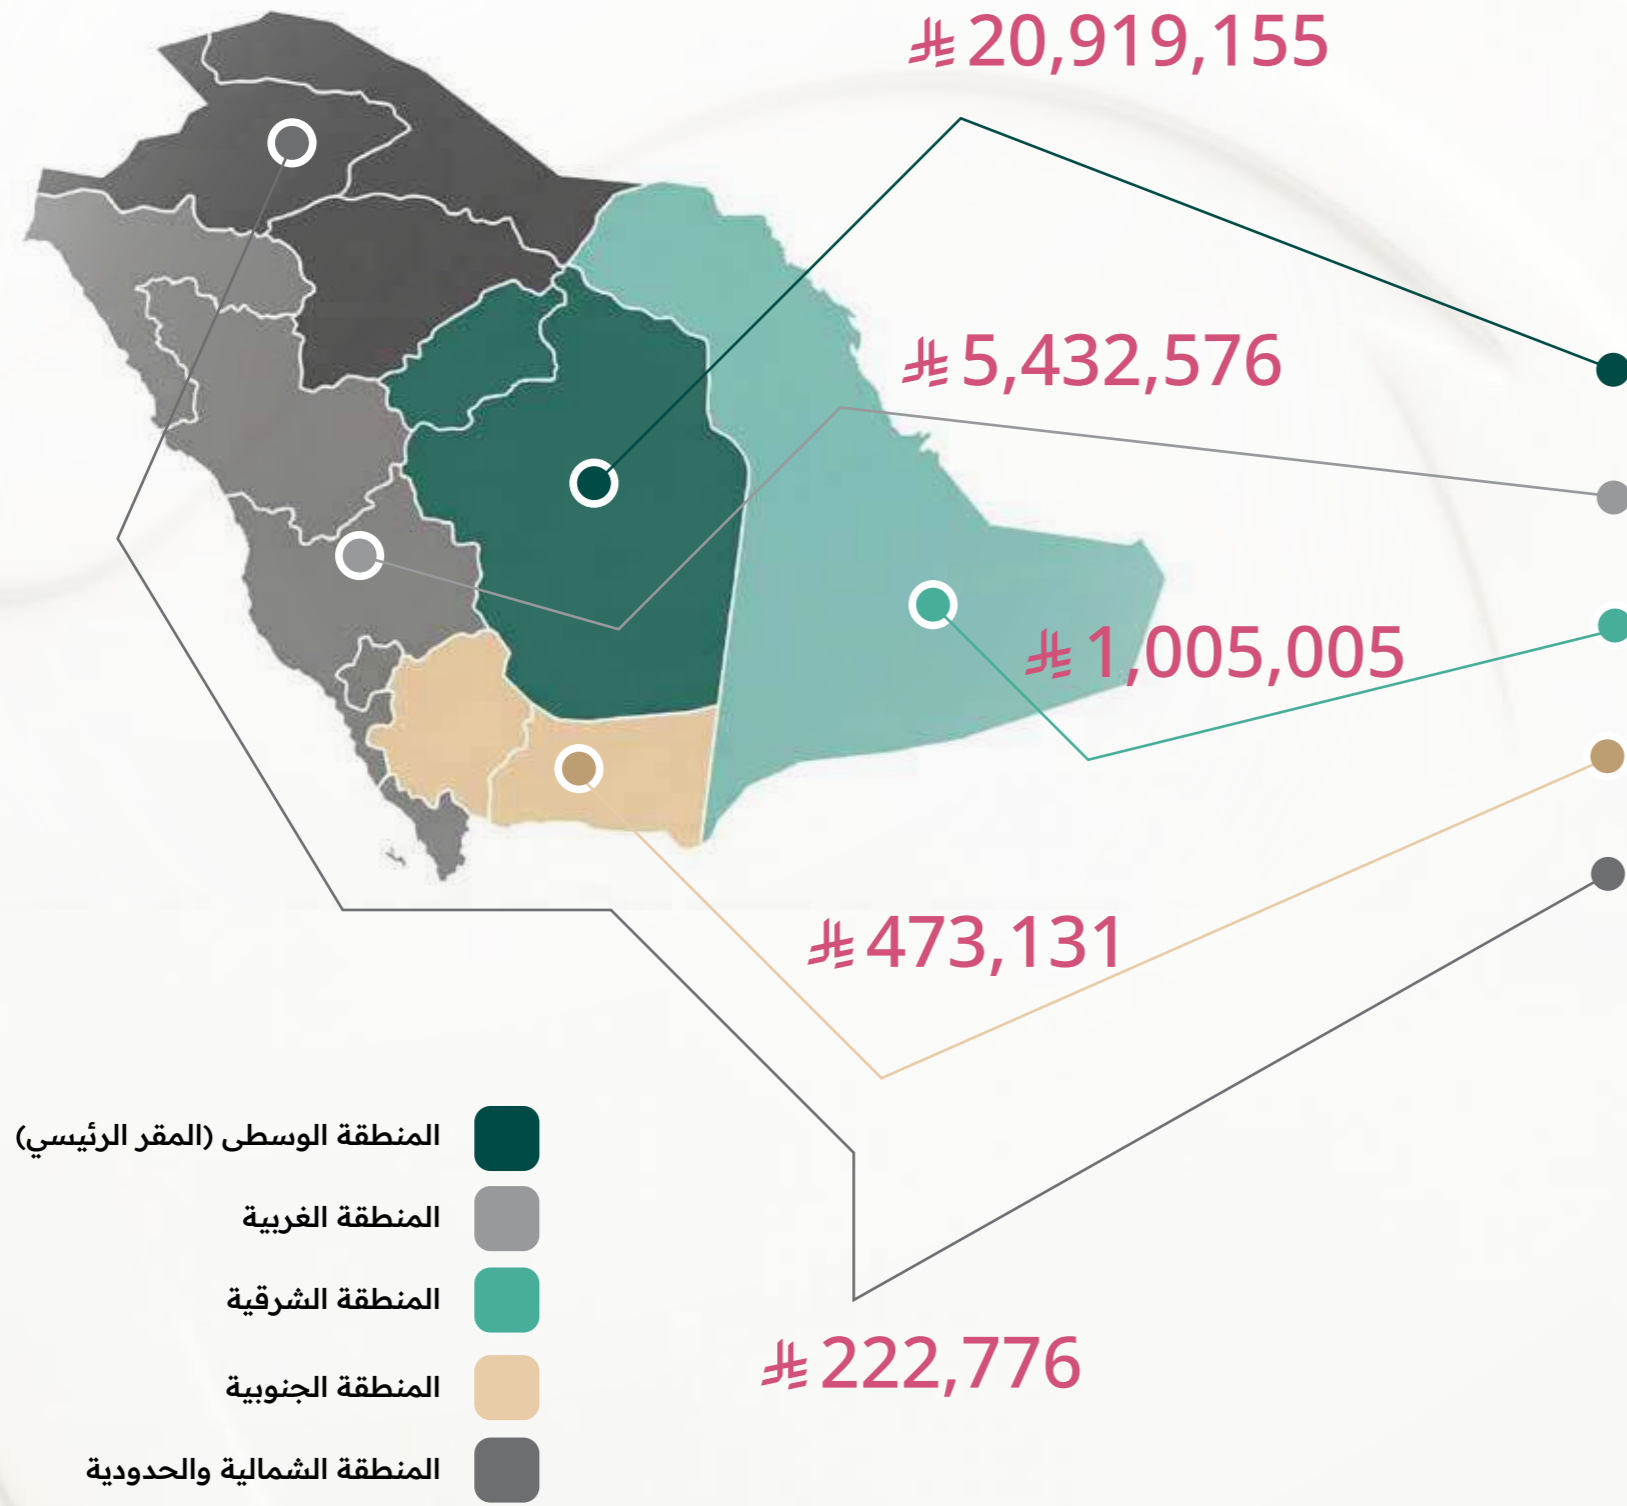 ⃁ 20,919,155
⃁ 5,432,576
⃁ 1,005,005
⃁ 473,131
⃁ 222,776
المنطقة الوسطى (المقر الرئيسي)
المنطقة الغربية
المنطقة الشرقية
المنطقة الجنوبية
المنطقة الشمالية والحدودية